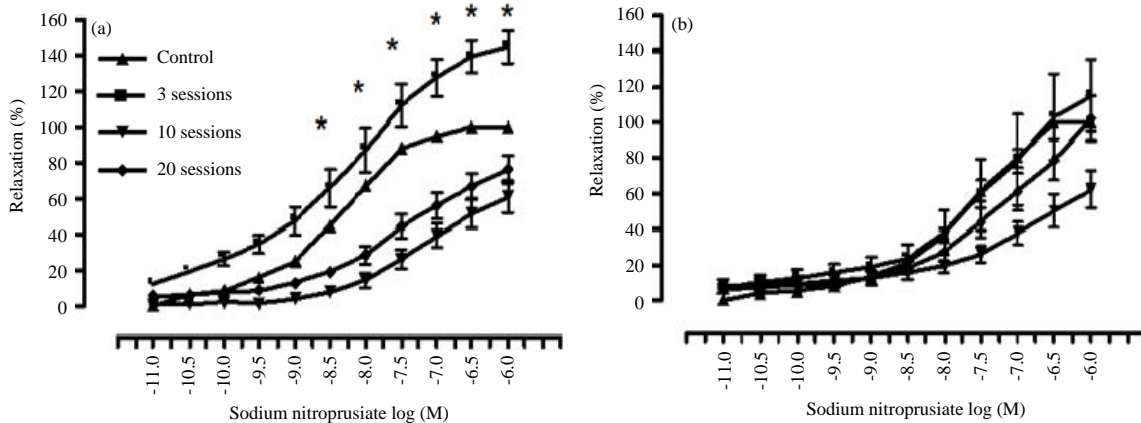 (a)
160
140
120
100
80
60
40
20
0
Relaxation (%)
Control
3 sessions
10 sessions
20 sessions
* * * * * *
-11.0 -10.5 -10.0 -9.5 -9.0 -8.5 -8.0 -7.5 -7.0 -6.5 -6.0
Sodium nitroprusiate log (M)
(b)
160
140
120
100
80
60
40
20
0
Relaxation (%)
-11.0 -10.5 -10.0 -9.5 -9.0 -8.5 -8.0 -7.5 -7.0 -6.5 -6.0
Sodium nitroprusiate log (M)